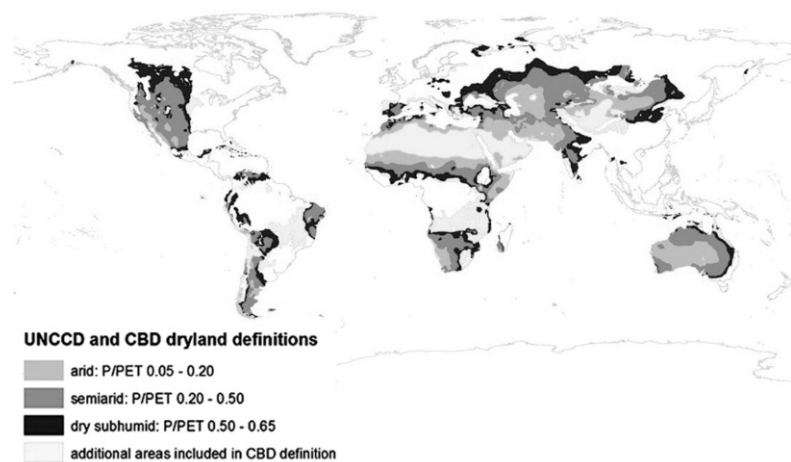 UNCCD and CBD dryland definitions
arid: P/PET 0.05 - 0.20
semiarid: P/PET 0.20 - 0.50
dry subhumid: P/PET 0.50 - 0.65
additional areas included in CBD definition